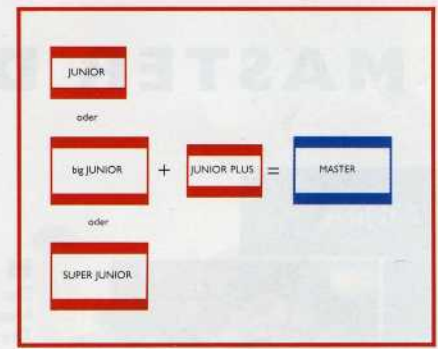 JUNIOR
oder
big JUNIOR + JUNIOR PLUS = MASTER
oder
SUPER JUNIOR